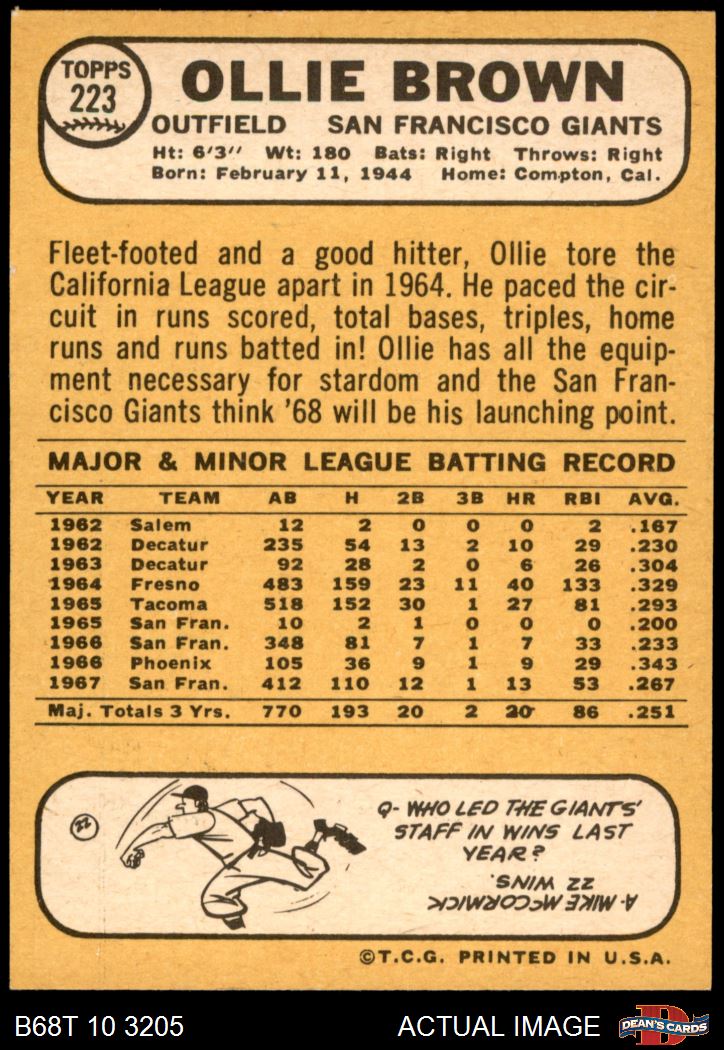 TOPPS
223
OLLIE BROWN
OUTFIELD SAN FRANCISCO GIANTS
Ht: 6'3" Wt: 180 Bats: Right Throws: Right
Born: February 11, 1944 Home: Compton, Cal.
Fleet-footed and a good hitter, Ollie tore the
California League apart in 1964. He paced the cir-
cuit in runs scored, total bases, triples, home
runs and runs batted in! Ollie has all the equip-
ment necessary for stardom and the San Fran-
cisco Giants think '68 will be his launching point.
MAJOR & MINOR LEAGUE BATTING RECORD
YEAR TEAM AB H 2B 3B HR RBI AVG.
1962 Salem 12 2 0 0 0 2 .167
1962 Decatur 235 54 13 2 10 29 .230
1963 Decatur 92 28 2 0 6 26 .304
1964 Fresno 483 159 23 11 40 133 .329
1965 Tacoma 518 152 30 1 27 81 .293
1965 San Fran. 10 2 1 0 0 0 .200
1966 San Fran. 348 81 7 1 7 33 .233
1966 Phoenix 105 36 9 1 9 29 .343
1967 San Fran. 412 110 12 1 13 53 .267
Maj. Totals 3 Yrs. 770 193 20 2 20 86 .251
22
Q- WHO LED THE GIANTS'
STAFF IN WINS LAST
YEAR?
A- MIKE McCORMICK
22 WINS.
©T.C.G. PRINTED IN U.S.A.
B68T 10 3205 ACTUAL IMAGE
D
DEAN'S CARDS